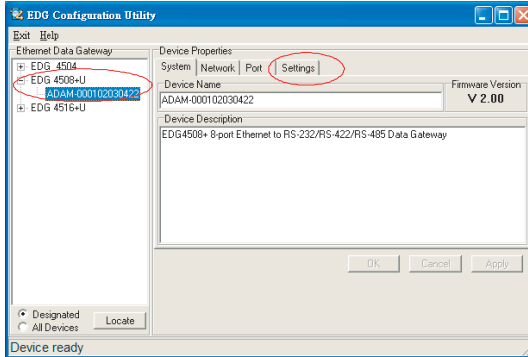 EDG Configuration Utility
Exit Help
Ethernet Data Gateway
EDG 4504
EDG 4508+U
ADAM-000102030422
EDG 4516+U
Device Properties
System Network Port Settings
Device Name
ADAM-000102030422
Firmware Version
V 2.00
Device Description
EDG4508+ 8-port Ethernet to RS-232/RS-422/RS-485 Data Gateway
OK Cancel Apply
Designated
All Devices
Locate
Device ready